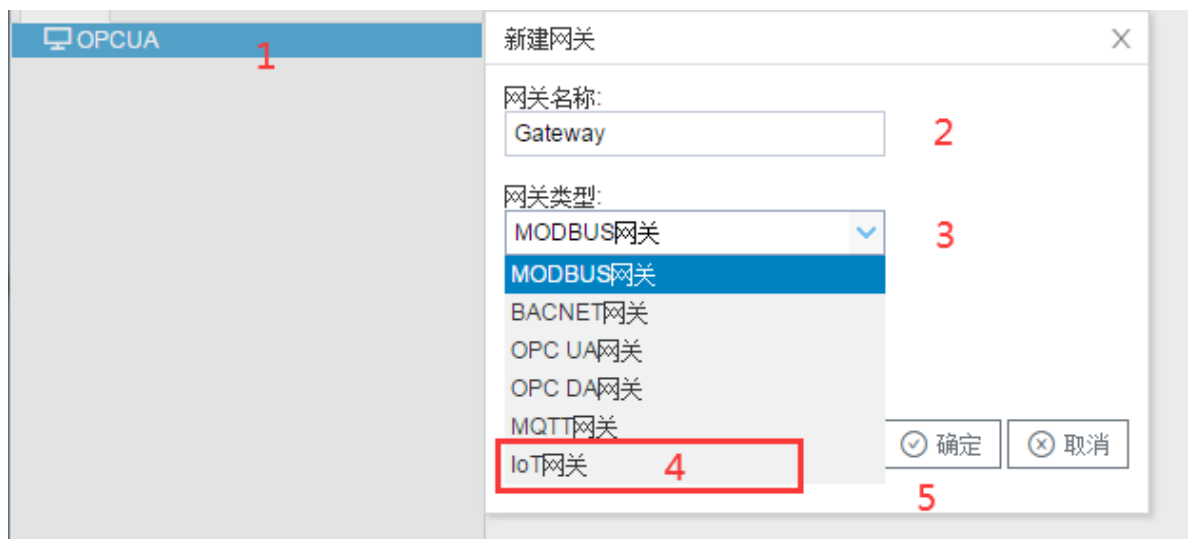 OPCUA
1
新建网关
网关名称:
Gateway
2
网关类型:
MODBUS网关
3
MODBUS网关
BACNET网关
OPC UA网关
OPC DA网关
MQTT网关
IoT网关
4
确定
取消
5